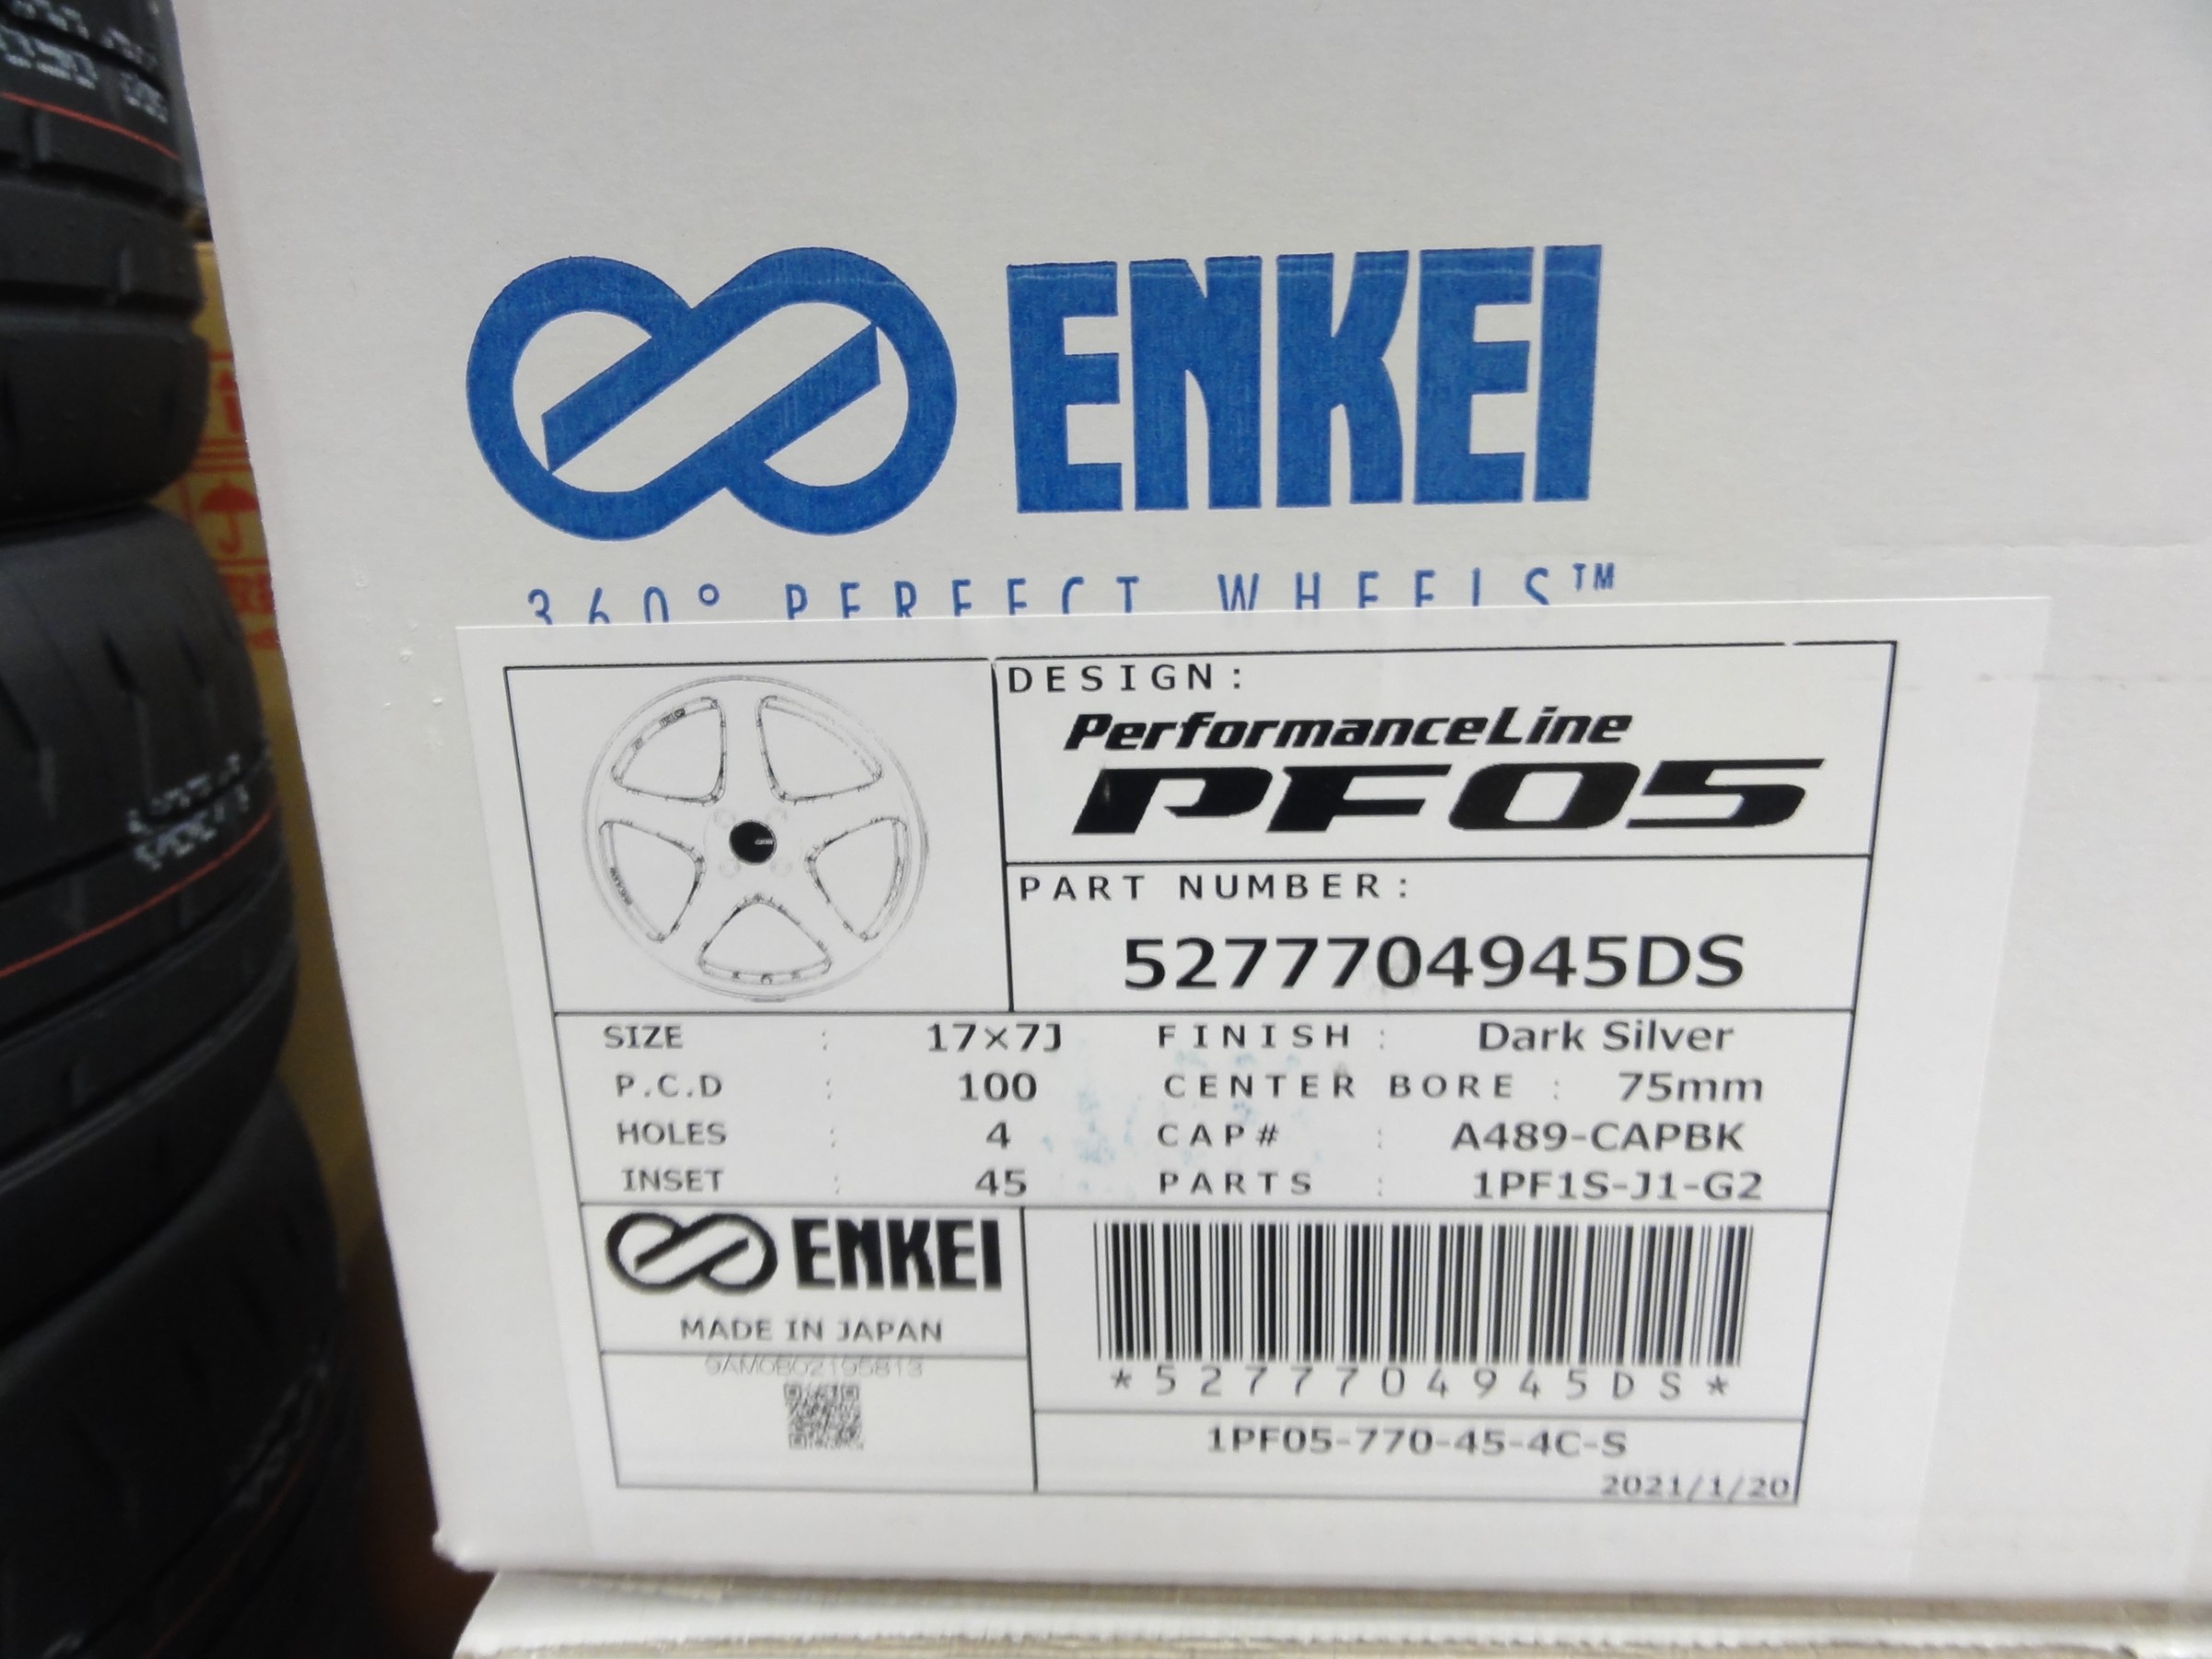 ENKEI
360° PERFECT WHEELS™
DESIGN:
PerformanceLine
PF05
PART NUMBER:
5277704945DS
SIZE : 17×7J FINISH : Dark Silver
P.C.D : 100 CENTER BORE : 75mm
HOLES : 4 CAP# : A489-CAPBK
INSET : 45 PARTS : 1PF1S-J1-G2
ENKEI
MADE IN JAPAN
*5277704945DS*
1PF05-770-45-4C-S
2021/1/20